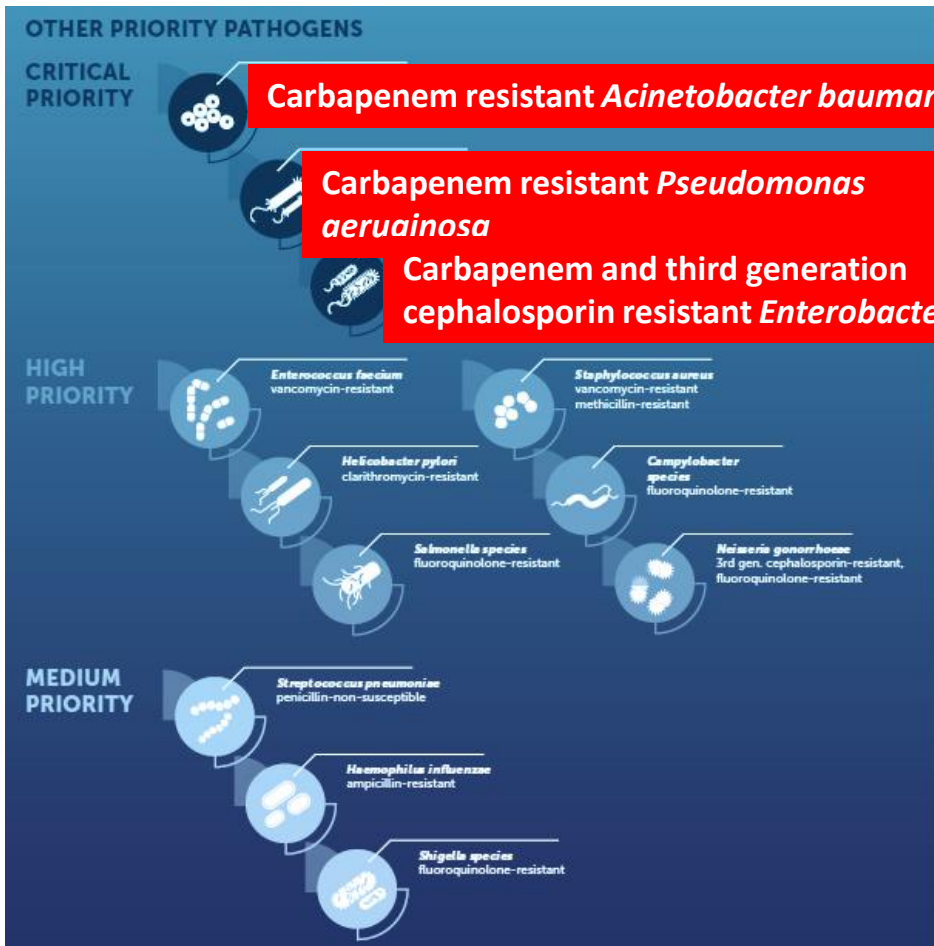 OTHER PRIORITY PATHOGENS
CRITICAL
PRIORITY
Carbapenem resistant Acinetobacter bauman
Carbapenem resistant Pseudomonas
aeruginosa
Carbapenem and third generation
cephalosporin resistant Enterobacte
HIGH
PRIORITY
Enterococcus faecium
vancomycin-resistant
Staphylococcus aureus
vancomycin-resistant
methicillin-resistant
Helicobacter pylori
clarithromycin-resistant
Campylobacter
species
fluoroquinolone-resistant
Salmonella species
fluoroquinolone-resistant
Neisseria gonorrhoeae
3rd gen. cephalosporin-resistant,
fluoroquinolone-resistant
MEDIUM
PRIORITY
Streptococcus pneumoniae
penicillin-non-susceptible
Haemophilus influenzae
ampicillin-resistant
Shigella species
fluoroquinolone-resistant